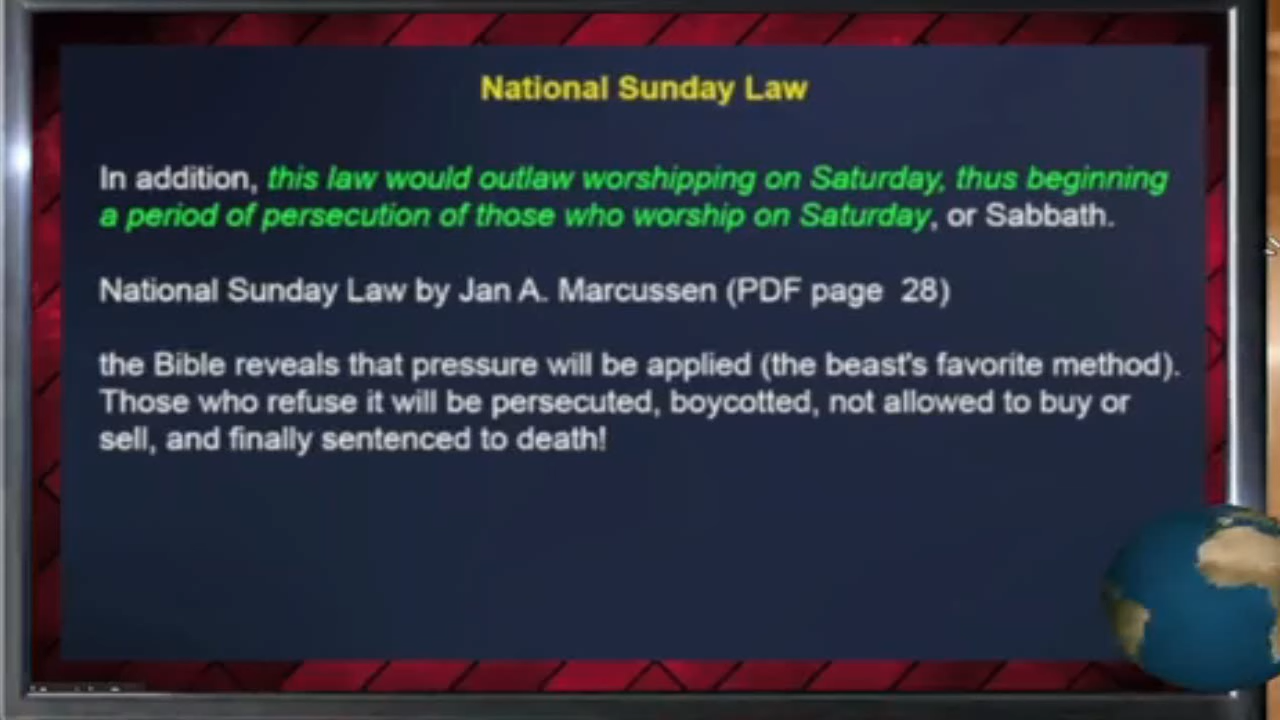 National Sunday Law
In addition, this law would outlaw worshipping on Saturday, thus beginning
a period of persecution of those who worship on Saturday, or Sabbath.
National Sunday Law by Jan A. Marcussen (PDF page 28)
the Bible reveals that pressure will be applied (the beast's favorite method).
Those who refuse it will be persecuted, boycotted, not allowed to buy or
sell, and finally sentenced to death!